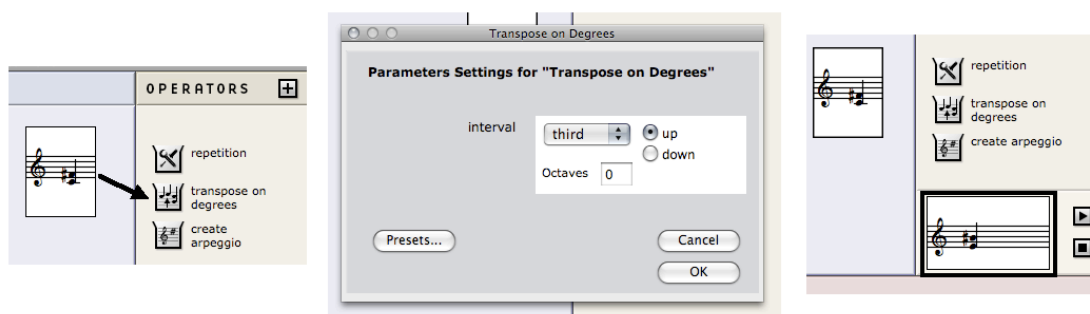 OPERATORS
repetition
transpose on
degrees
create
arpeggio
Transpose on Degrees
Parameters Settings for "Transpose on Degrees"
interval
third
up
down
Octaves 0
Presets...
Cancel
OK
repetition
transpose on
degrees
create arpeggio